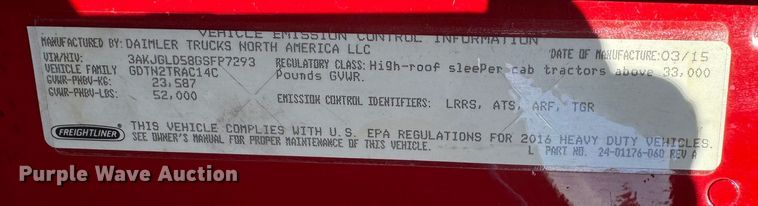 VEHICLE EMISSION CONTROL INFORMATION
MANUFACTURED BY: DAIMLER TRUCKS NORTH AMERICA LLC DATE OF MANUFACTURE: 03/15
VIN/NIV: 3AKJGLD58GSFP7293 REGULATORY CLASS: High-roof sleeper cab tractors above 33,000
VEHICLE FAMILY GDTN2TRAC14C Pounds GVWR.
GVWR-PNBV-KG: 23,587
GVWR-PNBV-LBS: 52,000 EMISSION CONTROL IDENTIFIERS: LRRS, ATS, ARF, TGR
FREIGHTLINER THIS VEHICLE COMPLIES WITH U.S. EPA REGULATIONS FOR 2016 HEAVY DUTY VEHICLES.
SEE OWNER'S MANUAL FOR PROPER MAINTENANCE OF THIS VEHICLE. L PART NO. 24-01176-060 REV A
Purple Wave Auction